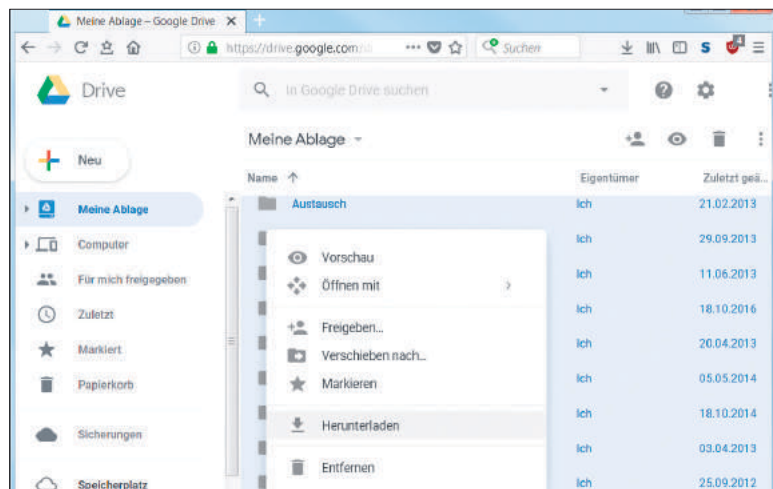 Meine Ablage – Google Drive
https://drive.google.com
Suchen
4
Drive
In Google Drive suchen
Neu
Meine Ablage
Name
Eigentümer
Zuletzt geä...
Meine Ablage
Computer
Für mich freigegeben
Zuletzt
Markiert
Papierkorb
Sicherungen
Speicherplatz
Austausch
Ich
21.02.2013
Ich
29.09.2013
Ich
11.06.2013
Ich
18.10.2016
Ich
20.04.2013
Ich
05.05.2014
Ich
18.10.2014
Ich
03.04.2013
Ich
25.09.2012
Vorschau
Öffnen mit
Freigeben...
Verschieben nach...
Markieren
Herunterladen
Entfernen